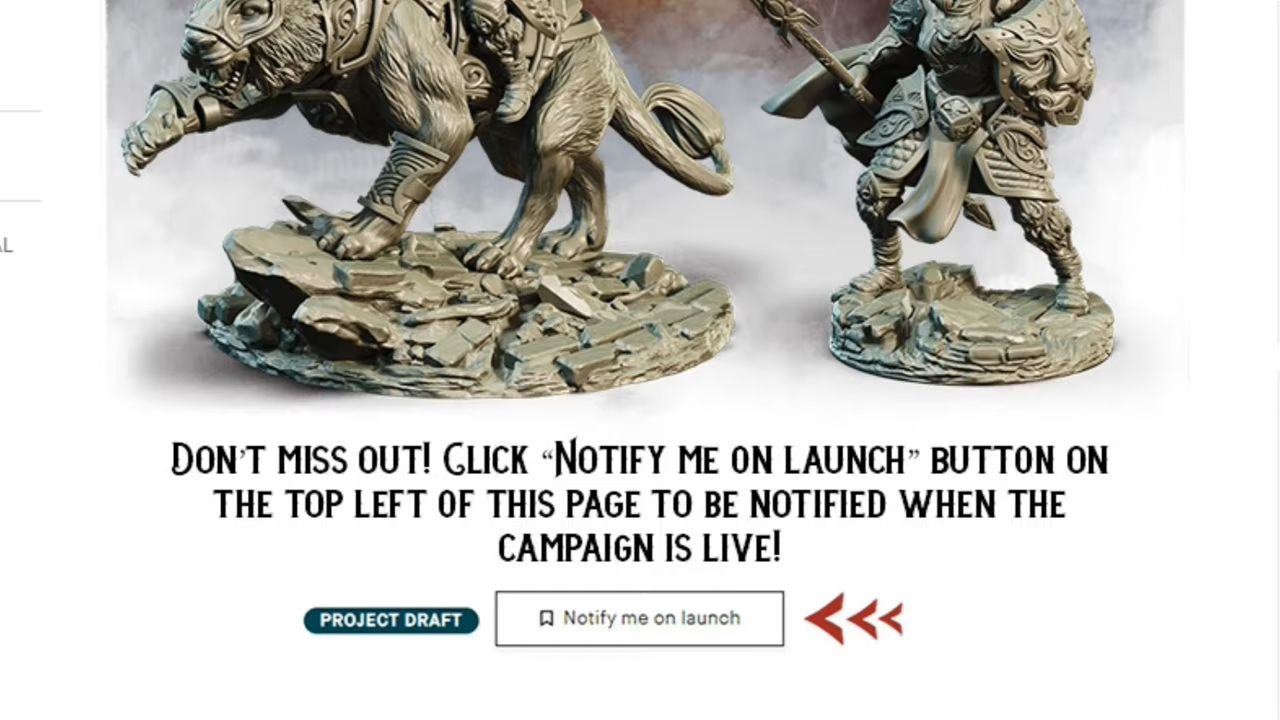 AL
Don't miss out! Click “Notify me on launch” button on
the top left of this page to be notified when the
campaign is live!
PROJECT DRAFT Notify me on launch